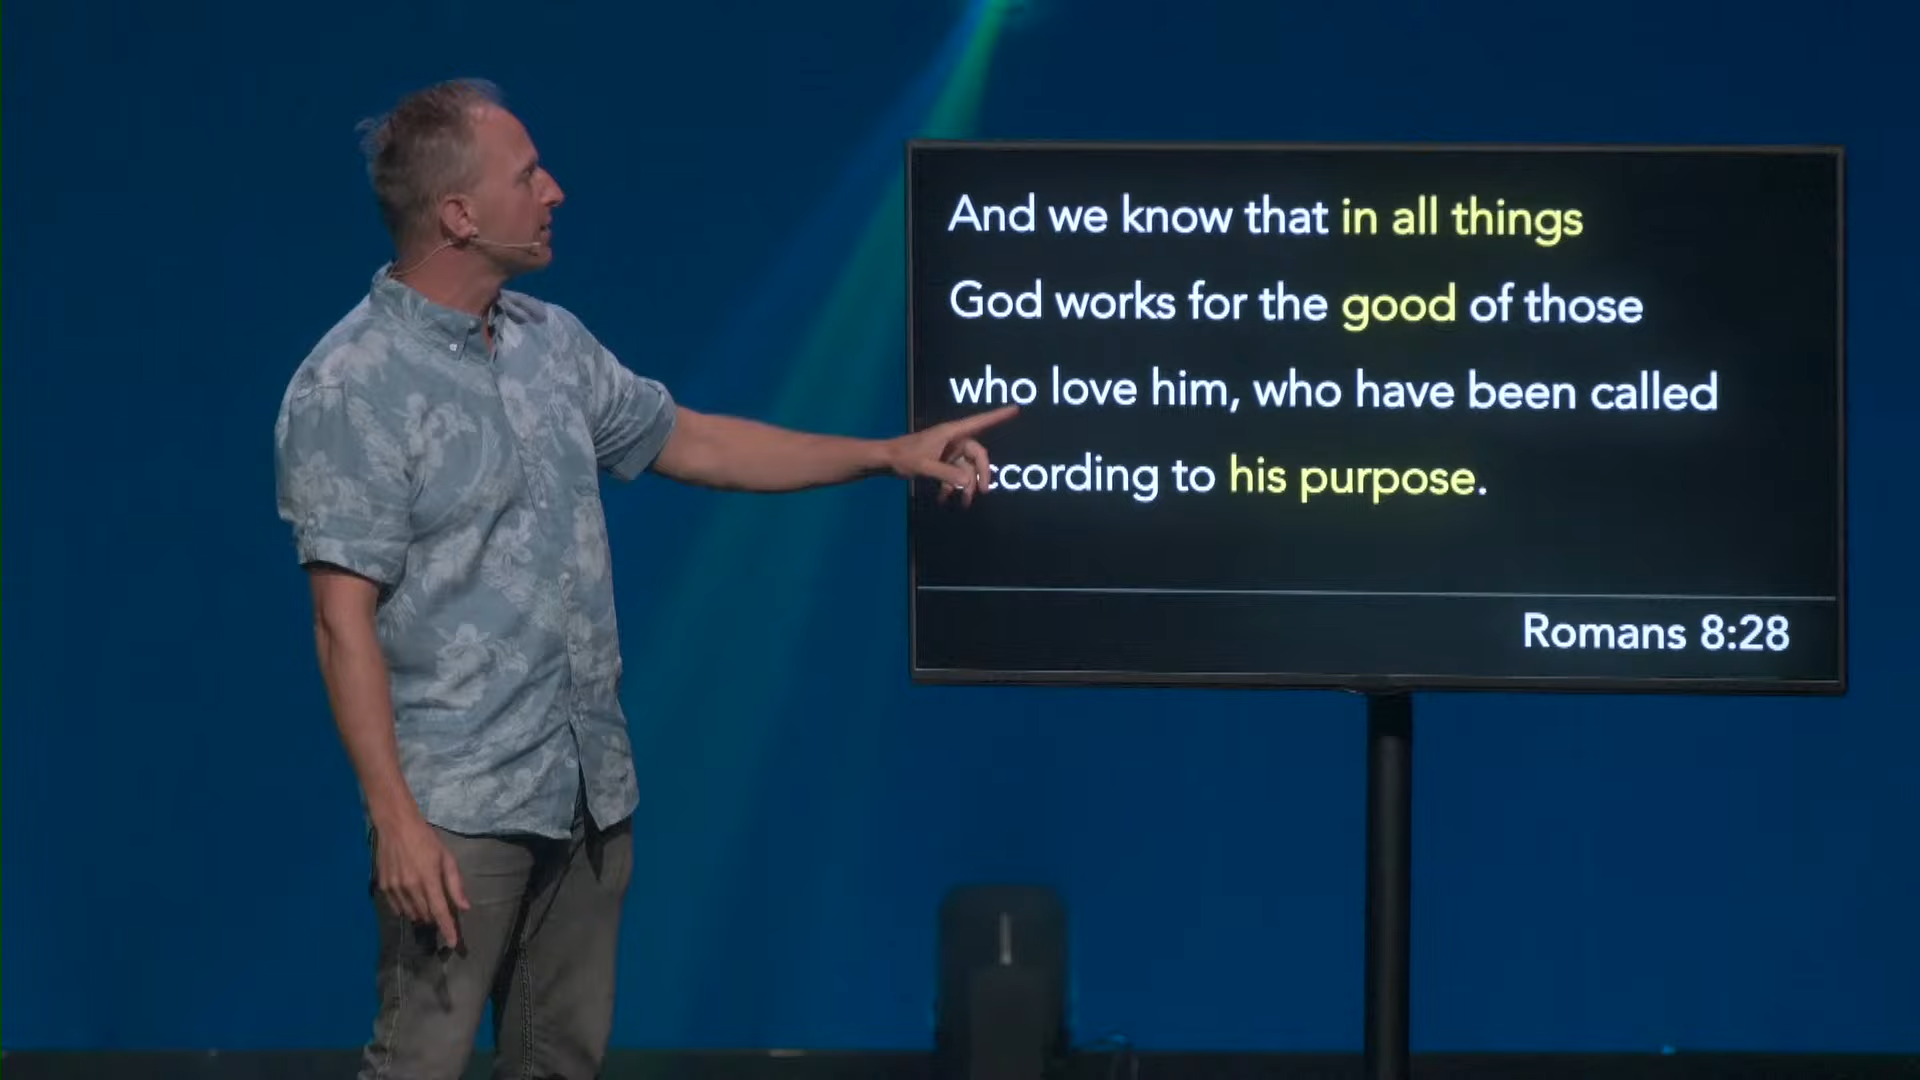 And we know that in all things
God works for the good of those
who love him, who have been called
ccording to his purpose.
Romans 8:28